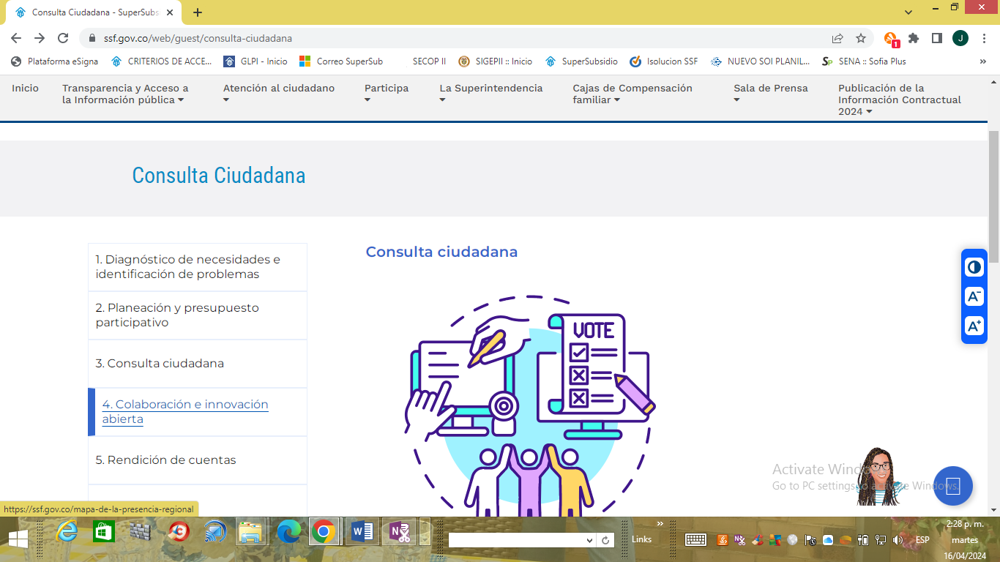 Consulta Ciudadana - SuperSubs
ssf.gov.co/web/guest/consulta-ciudadana
1
J
Plataforma eSigna
CRITERIOS DE ACCE...
GLPI - Inicio
Correo SuperSub
SECOP II
SIGEPII :: Inicio
SuperSubsidio
Isolucion SSF
NUEVO SOI PLANIL...
SENA :: Sofia Plus
Inicio
Transparencia y Acceso a
la Información pública
Atención al ciudadano
Participa
La Superintendencia
Cajas de Compensación
familiar
Sala de Prensa
Publicación de la
Información Contractual
2024
Consulta Ciudadana
1. Diagnóstico de necesidades e
identificación de problemas
2. Planeación y presupuesto
participativo
3. Consulta ciudadana
4. Colaboración e innovación
abierta
5. Rendición de cuentas
Consulta ciudadana
VOTE
A-
A+
Activate Windows
Go to PC settings to activate Windows.
https://ssf.gov.co/mapa-de-la-presencia-regional
Links
ESP
2:28 p. m.
martes
16/04/2024